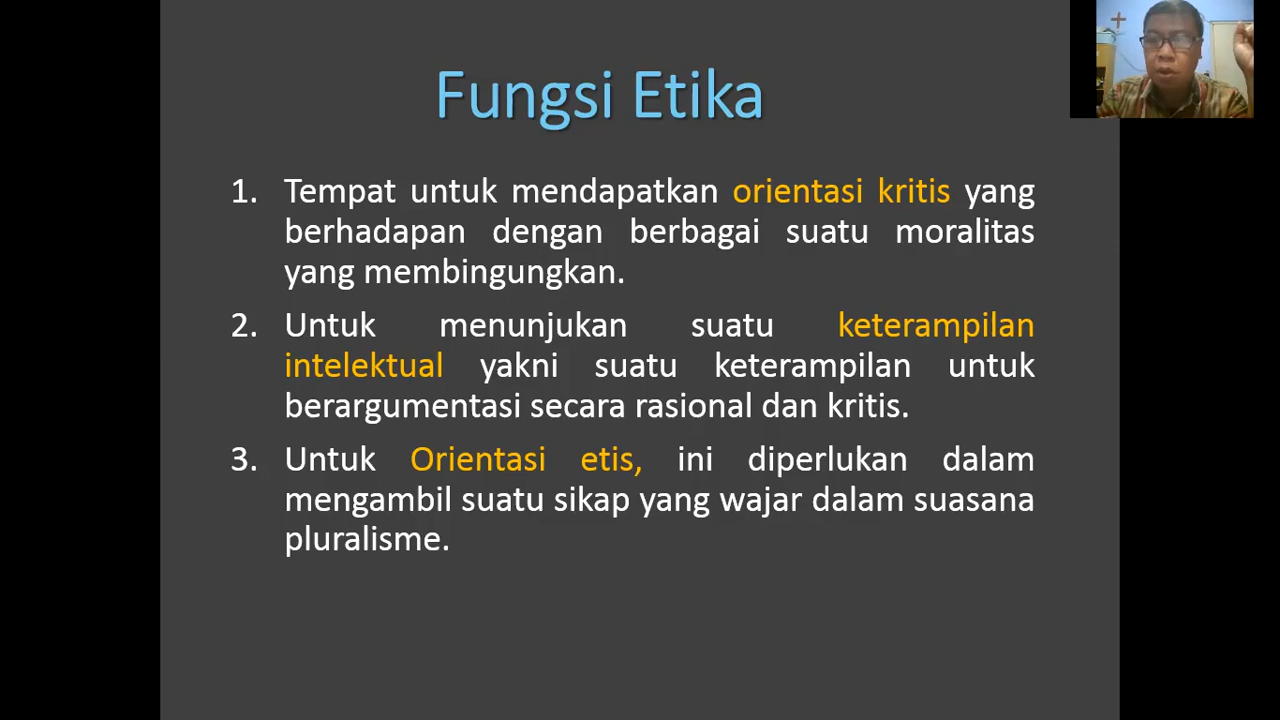 Fungsi Etika
1. Tempat untuk mendapatkan orientasi kritis yang
berhadapan dengan berbagai suatu moralitas
yang membingungkan.
2. Untuk menunjukan suatu keterampilan
intelektual yakni suatu keterampilan untuk
berargumentasi secara rasional dan kritis.
3. Untuk Orientasi etis, ini diperlukan dalam
mengambil suatu sikap yang wajar dalam suasana
pluralisme.